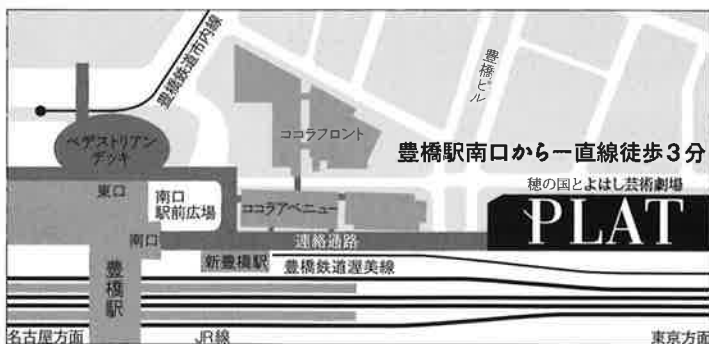 豊橋鉄道市内線
豊橋ビル
ペデストリアン
デッキ
ココラフロント
豊橋駅南口から一直線徒歩3分
東口
南口
駅前広場
ココラアベニュー
穂の国とよはし芸術劇場
PLAT
南口
連絡通路
新豊橋駅
豊橋鉄道渥美線
豊橋駅
名古屋方面
JR線
東京方面